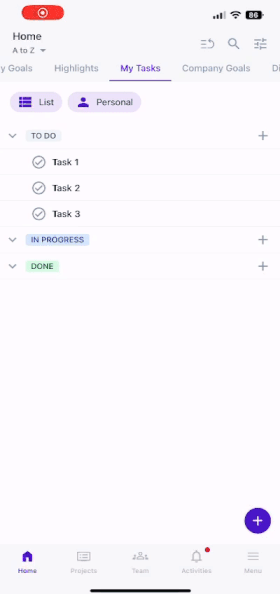 86
Home
A to Z
y Goals Highlights My Tasks Company Goals Di
List Personal
TO DO
Task 1
Task 2
Task 3
IN PROGRESS
DONE
Home Projects Team Activities Menu